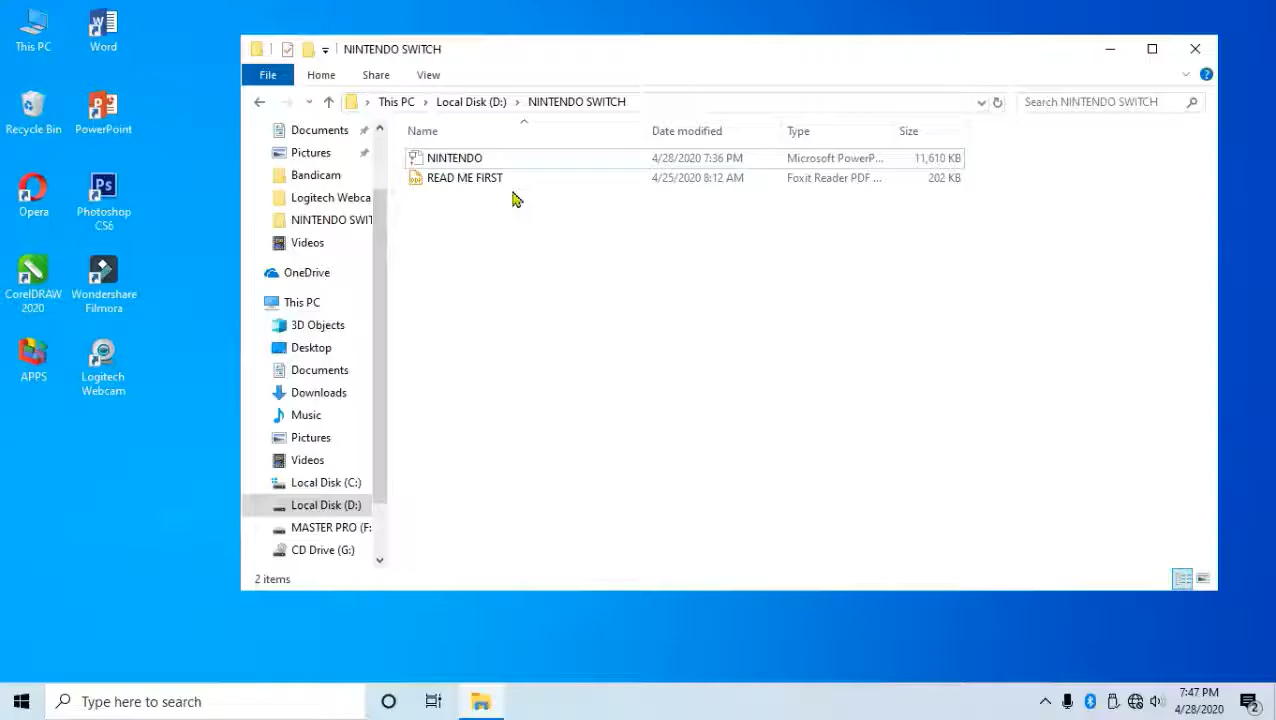 This PC
Word
Recycle Bin
PowerPoint
Opera
Photoshop
CS6
CorelDRAW
2020
Wondershare
Filmora
APPS
Logitech
Webcam
NINTENDO SWITCH
File
Home
Share
View
This PC
Local Disk (D:)
NINTENDO SWITCH
Search NINTENDO SWITCH
Name
Date modified
Type
Size
NINTENDO
4/28/2020 7:36 PM
Microsoft PowerP...
11,610 KB
READ ME FIRST
4/25/2020 8:12 AM
Foxit Reader PDF ...
202 KB
Documents
Pictures
Bandicam
Logitech Webca
NINTENDO SWIT
Videos
OneDrive
This PC
3D Objects
Desktop
Documents
Downloads
Music
Pictures
Videos
Local Disk (C:)
Local Disk (D:)
MASTER PRO (F:
CD Drive (G:)
2 items
Type here to search
7:47 PM
4/28/2020
2